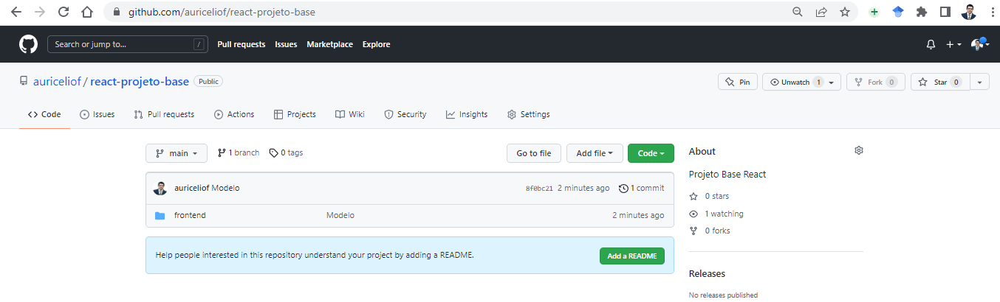 github.com/auriceliof/react-projeto-base
Search or jump to... / Pull requests Issues Marketplace Explore
auriceliof / react-projeto-base Public Pin Unwatch 1 Fork 0 Star 0
Code Issues Pull requests Actions Projects Wiki Security Insights Settings
main 1 branch 0 tags Go to file Add file Code
auriceliof Modelo 8f0bc21 2 minutes ago 1 commit
frontend Modelo 2 minutes ago
Help people interested in this repository understand your project by adding a README. Add a README
About
Projeto Base React
0 stars
1 watching
0 forks
Releases
No releases published